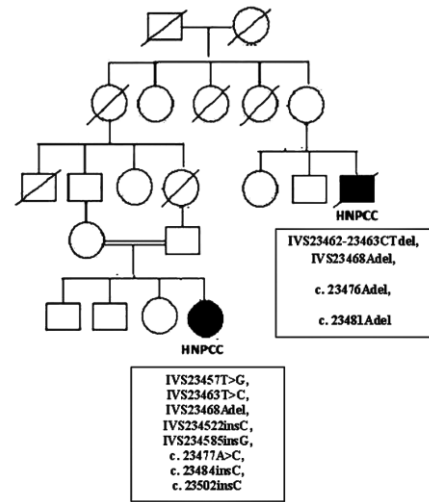 HNPCC
IVS23462-23463CTdel,
IVS23468Adel,
c. 23476Adel,
c. 23481Adel
HNPCC
IVS23457T>G,
IVS23463T>C,
IVS23468Adel,
IVS234522insC,
IVS234585insG,
c. 23477A>C,
c. 23484insC,
c. 23502insC